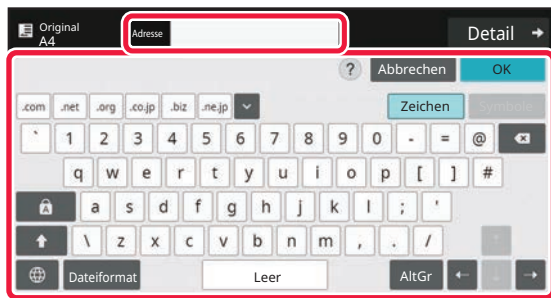 Original
A4
Adresse
Detail
? Abbrechen OK
.com .net .org .co.jp .biz .ne.jp Zeichen Symbole
` 1 2 3 4 5 6 7 8 9 0 - = @
q w e r t y u i o p [ ] #
A a s d f g h j k l ; '
\ z x c v b n m , . /
Dateiformat Leer AltGr